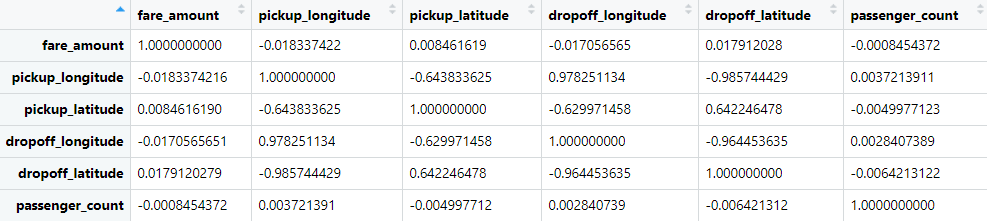 fare_amount pickup_longitude pickup_latitude dropoff_longitude dropoff_latitude passenger_count
fare_amount 1.0000000000 -0.018337422 0.008461619 -0.017056565 0.017912028 -0.0008454372
pickup_longitude -0.0183374216 1.000000000 -0.643833625 0.978251134 -0.985744429 0.0037213911
pickup_latitude 0.0084616190 -0.643833625 1.000000000 -0.629971458 0.642246478 -0.0049977123
dropoff_longitude -0.0170565651 0.978251134 -0.629971458 1.000000000 -0.964453635 0.0028407389
dropoff_latitude 0.0179120279 -0.985744429 0.642246478 -0.964453635 1.000000000 -0.0064213122
passenger_count -0.0008454372 0.003721391 -0.004997712 0.002840739 -0.006421312 1.0000000000